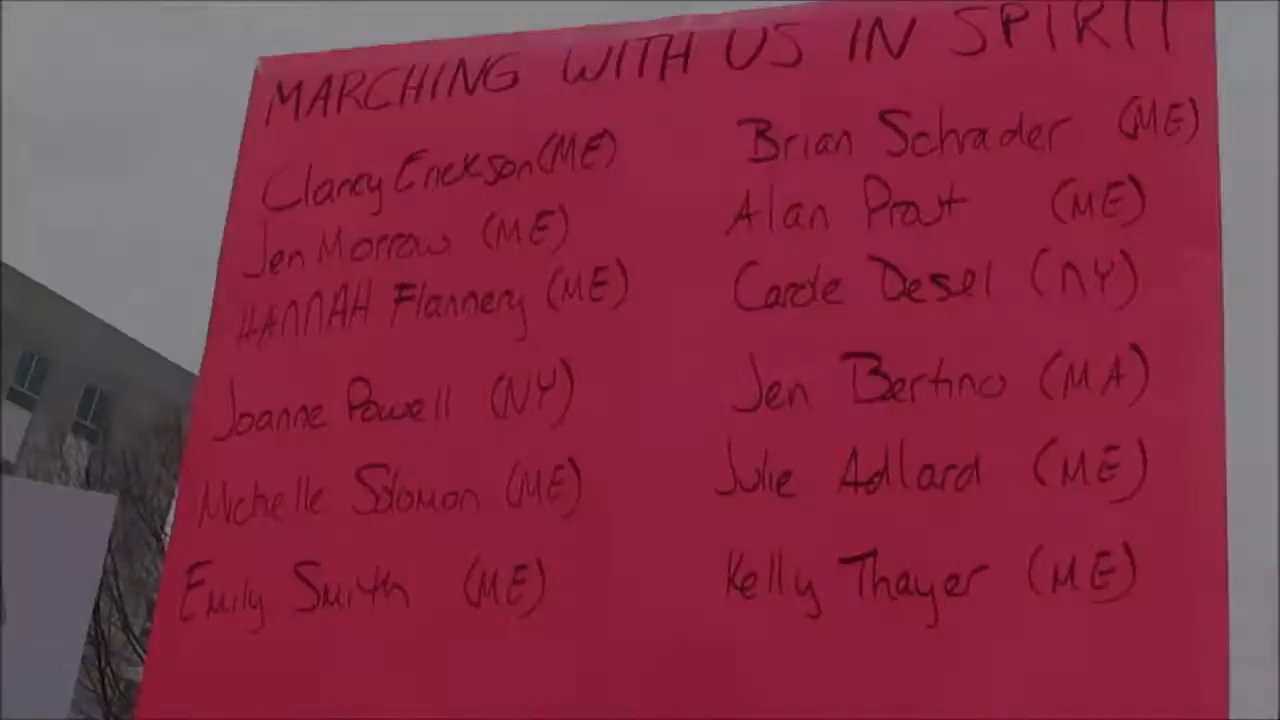 MARCHING WITH US IN SPIRIT
Clancy Erickson (ME)
Jen Morrow (ME)
HANNAH Flannery (ME)
Joanne Powell (NY)
Michelle Solomon (ME)
Emily Smith (ME)
Brian Schrader (ME)
Alan Prat (ME)
Carole Desel (NY)
Jen Bertino (MA)
Julie Adlard (ME)
Kelly Thayer (ME)